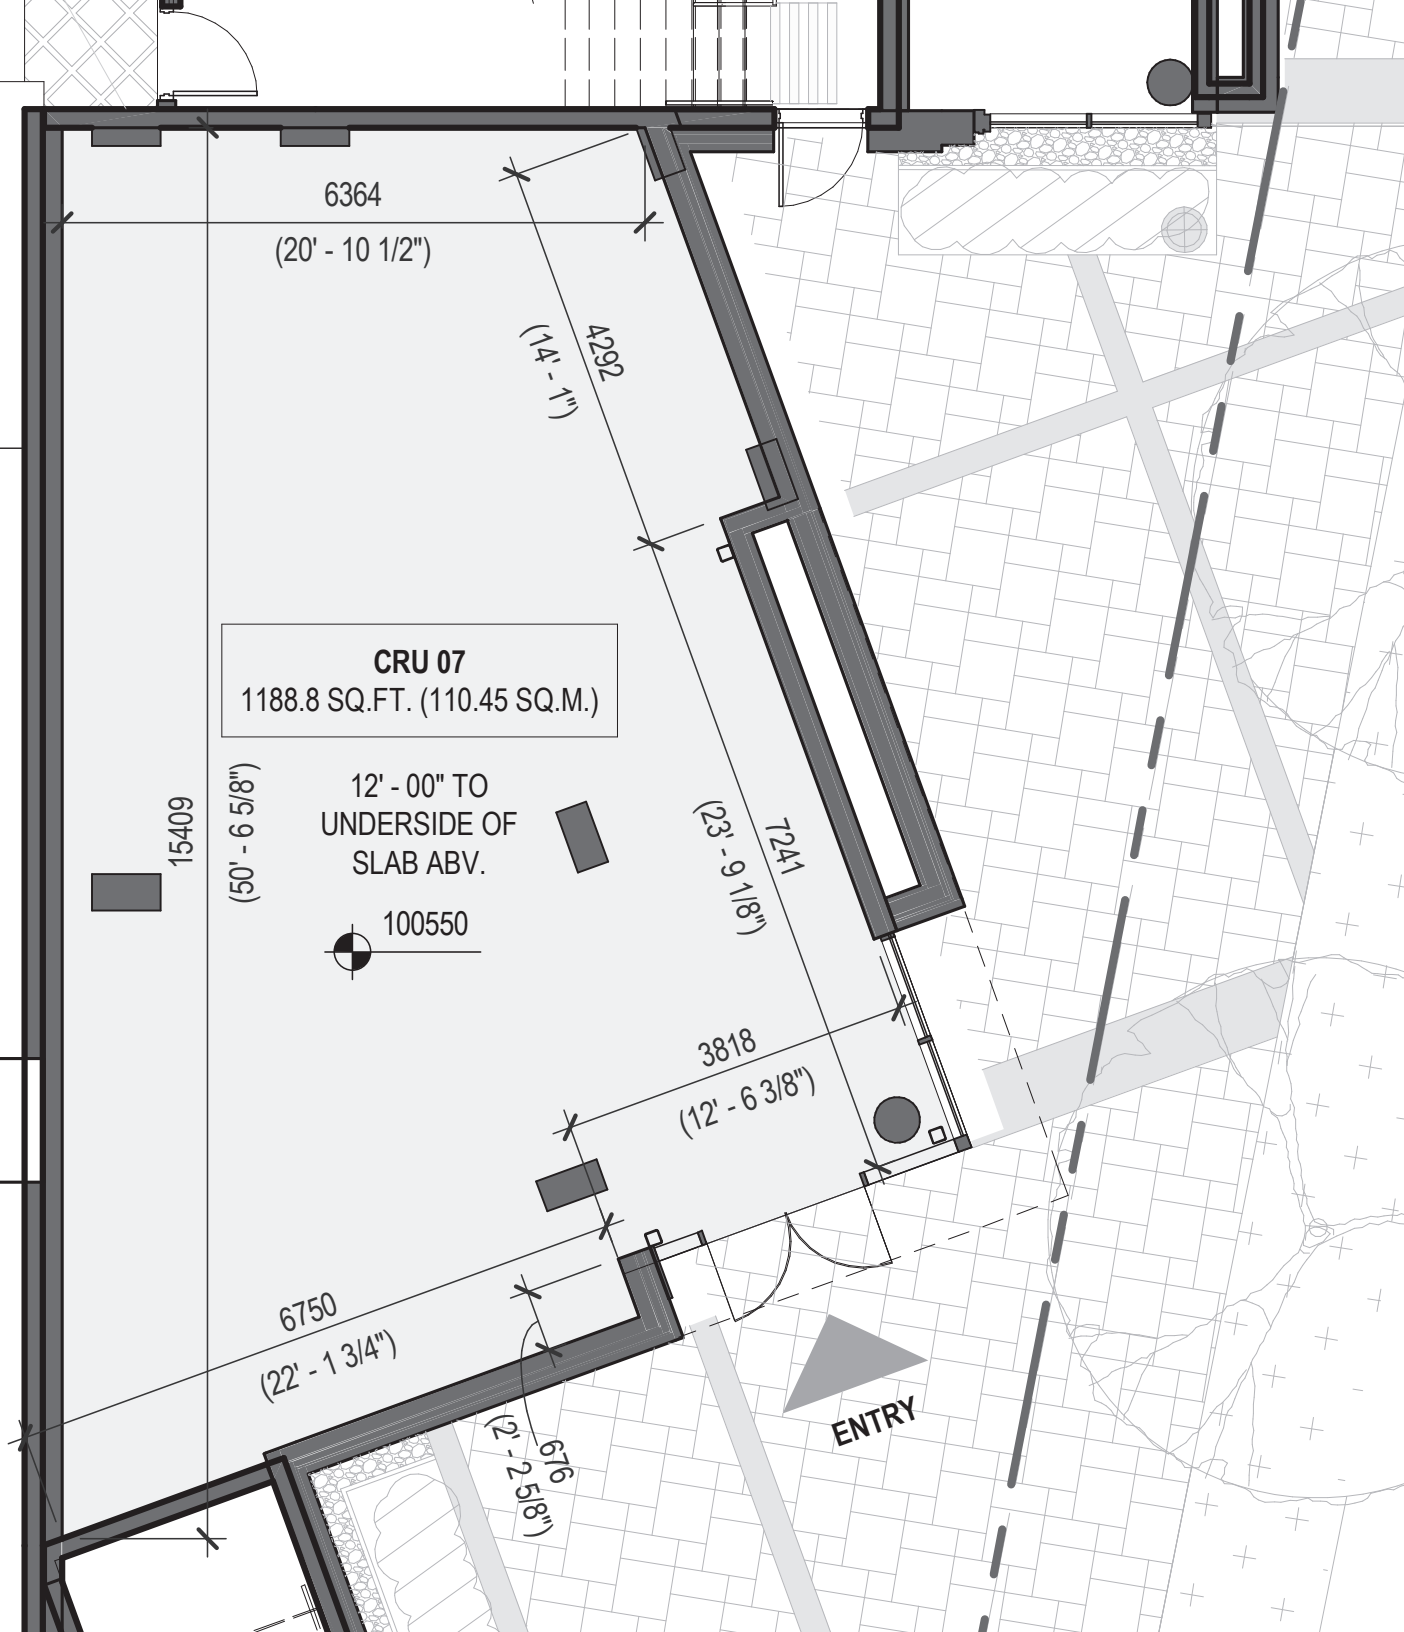 6364
(20' - 10 1/2")
4292
(14' - 1")
CRU 07
1188.8 SQ.FT. (110.45 SQ.M.)
15409
(50' - 6 5/8")
12' - 00" TO
UNDERSIDE OF
SLAB ABV.
100550
7241
(23' - 9 1/8")
3818
(12' - 6 3/8")
6750
(22' - 1 3/4")
676
(2' - 2 5/8")
ENTRY